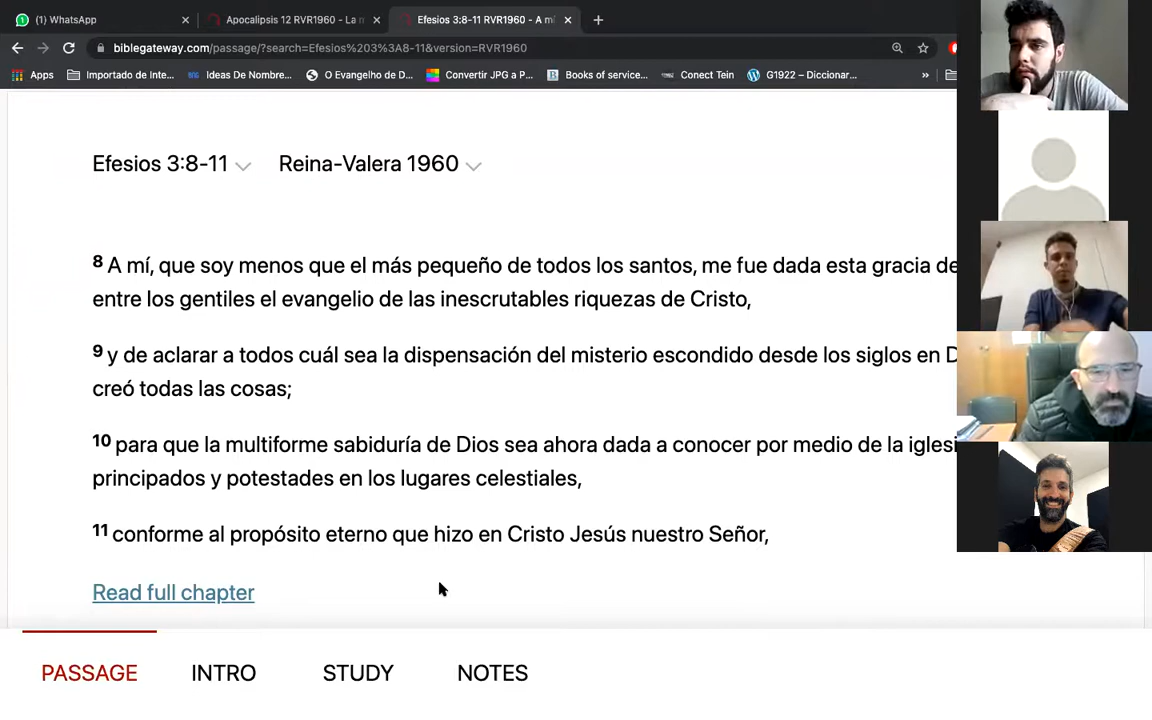 (1) WhatsApp
Apocalipsis 12 RVR1960 - La
Efesios 3:8-11 RVR1960 - A mí
biblegateway.com/passage/?search=Efesios%203%3A8-11&version=RVR1960
Apps
Importado de Inte...
Ideas De Nombre...
O Evangelho de D...
Convertir JPG a P...
Books of service...
Conect Tein
G1922 – Diccionar...
»
Efesios 3:8-11
Reina-Valera 1960
8 A mí, que soy menos que el más pequeño de todos los santos, me fue dada esta gracia de
entre los gentiles el evangelio de las inescrutables riquezas de Cristo,
9 y de aclarar a todos cuál sea la dispensación del misterio escondido desde los siglos en D
creó todas las cosas;
10 para que la multiforme sabiduría de Dios sea ahora dada a conocer por medio de la iglesi
principados y potestades en los lugares celestiales,
11 conforme al propósito eterno que hizo en Cristo Jesús nuestro Señor,
Read full chapter
PASSAGE
INTRO
STUDY
NOTES